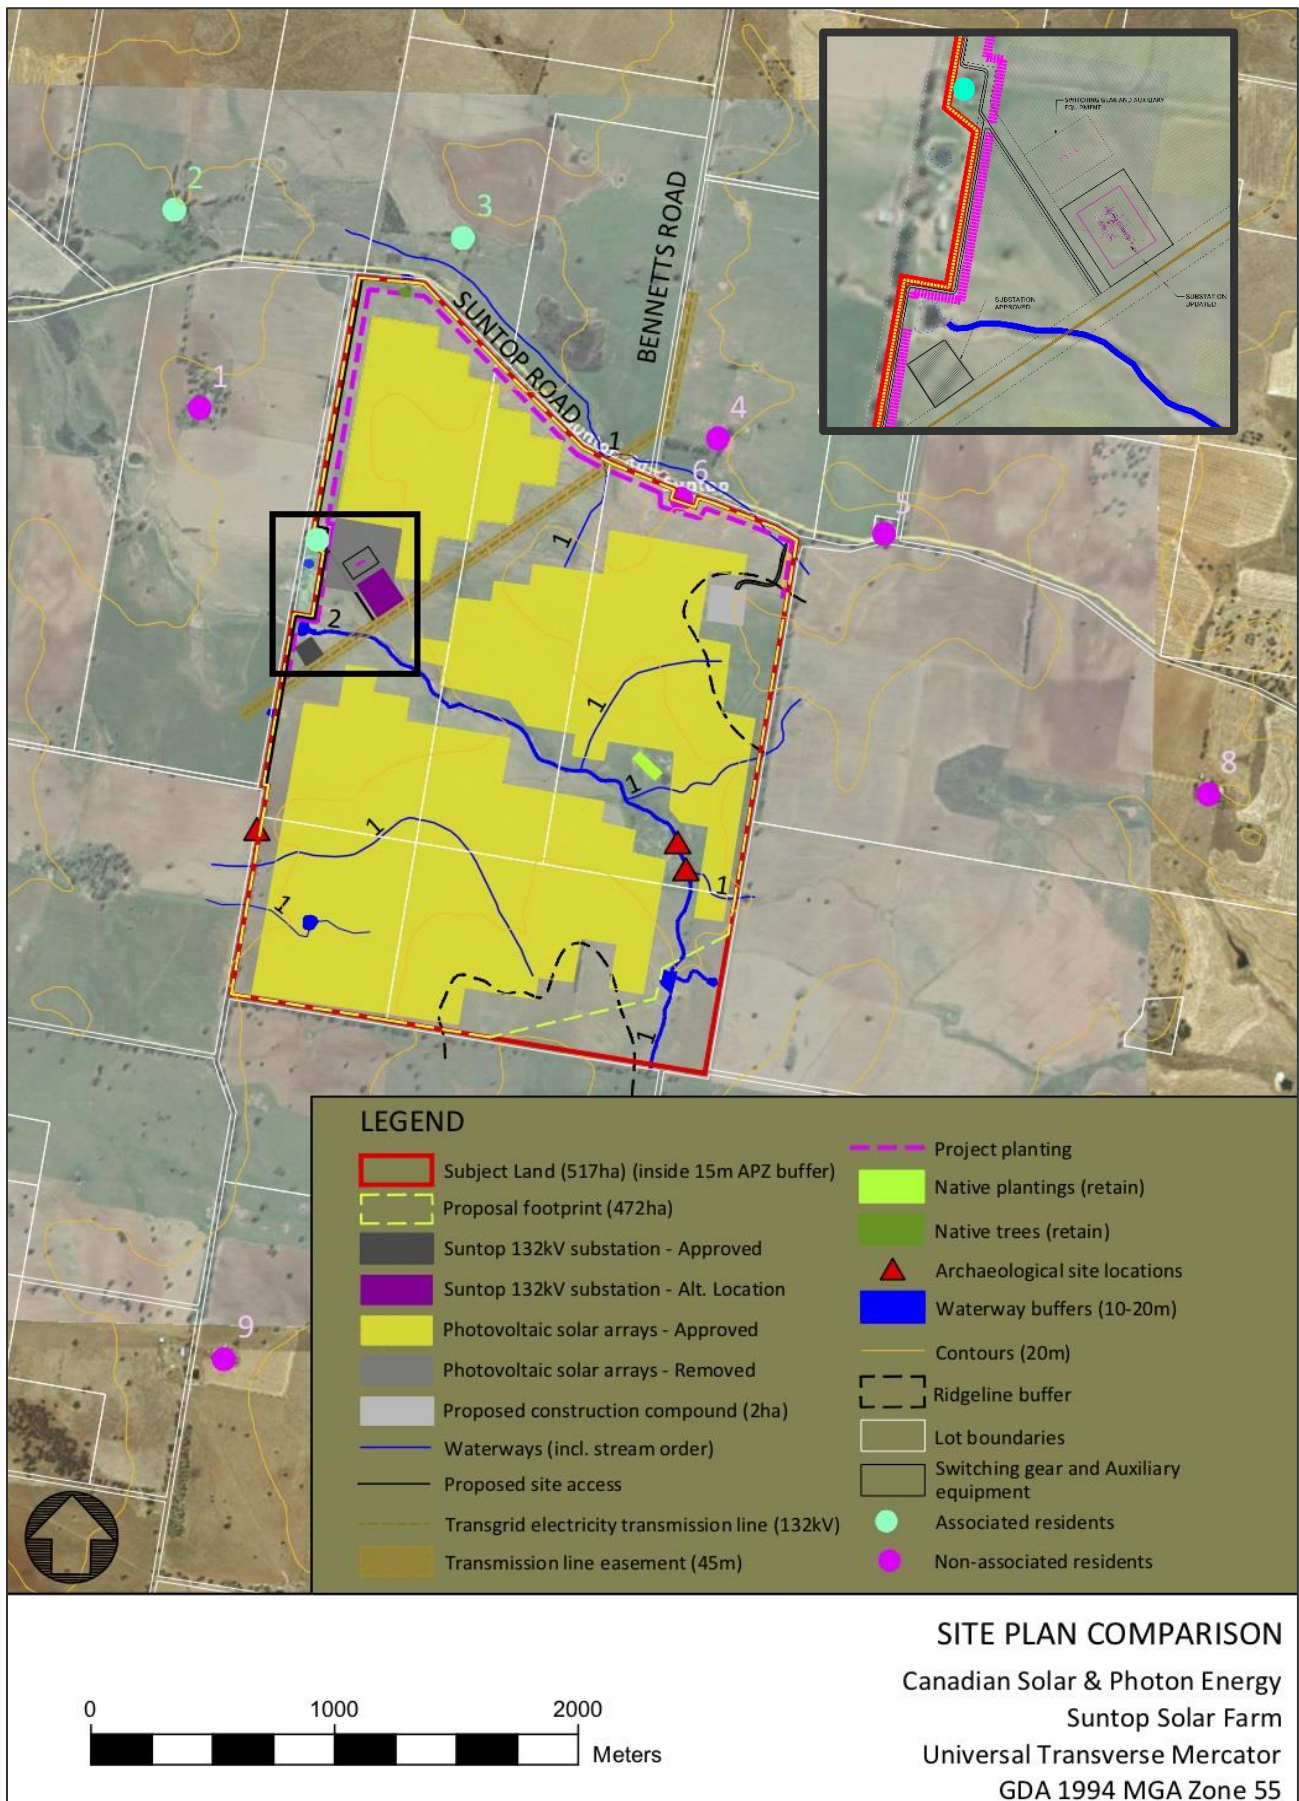 2
3
BENNETTS ROAD
SUNTOP ROAD
1
4
1
6
5
1
2
1
1
1
1
1
8
1
9
SWITCHING GEAR AND AUXILIARY
EQUIPMENT
SUBSTATION
UPDATED
SUBSTATION
APPROVED
LEGEND
Subject Land (517ha) (inside 15m APZ buffer)
Proposal footprint (472ha)
Suntop 132kV substation - Approved
Suntop 132kV substation - Alt. Location
Photovoltaic solar arrays - Approved
Photovoltaic solar arrays - Removed
Proposed construction compound (2ha)
Waterways (incl. stream order)
Proposed site access
Transgrid electricity transmission line (132kV)
Transmission line easement (45m)
Project planting
Native plantings (retain)
Native trees (retain)
Archaeological site locations
Waterway buffers (10-20m)
Contours (20m)
Ridgeline buffer
Lot boundaries
Switching gear and Auxiliary
equipment
Associated residents
Non-associated residents
0 1000 2000
Meters
SITE PLAN COMPARISON
Canadian Solar & Photon Energy
Suntop Solar Farm
Universal Transverse Mercator
GDA 1994 MGA Zone 55